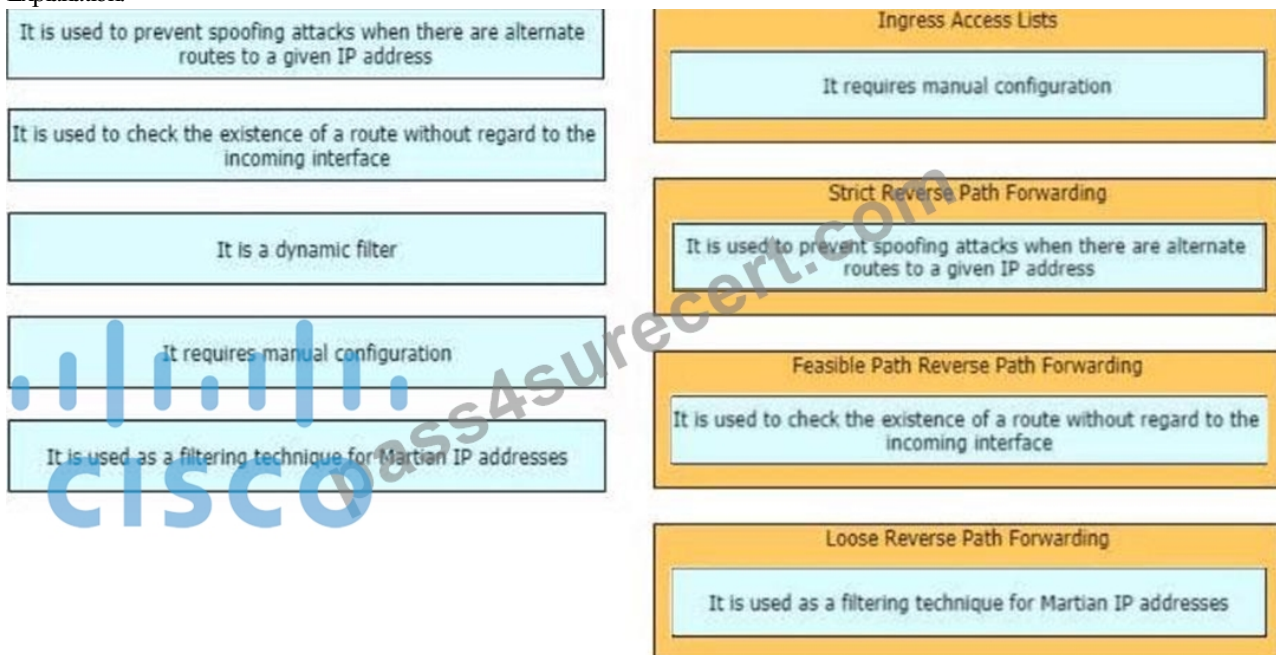 It is used to prevent spoofing attacks when there are alternate
routes to a given IP address
It is used to check the existence of a route without regard to the
incoming interface
It is a dynamic filter
It requires manual configuration
It is used as a filtering technique for Martian IP addresses
CISCO
Ingress Access Lists
It requires manual configuration
Strict Reverse Path Forwarding
It is used to prevent spoofing attacks when there are alternate
routes to a given IP address
Feasible Path Reverse Path Forwarding
It is used to check the existence of a route without regard to the
incoming interface
Loose Reverse Path Forwarding
It is used as a filtering technique for Martian IP addresses
pass4surecert.com